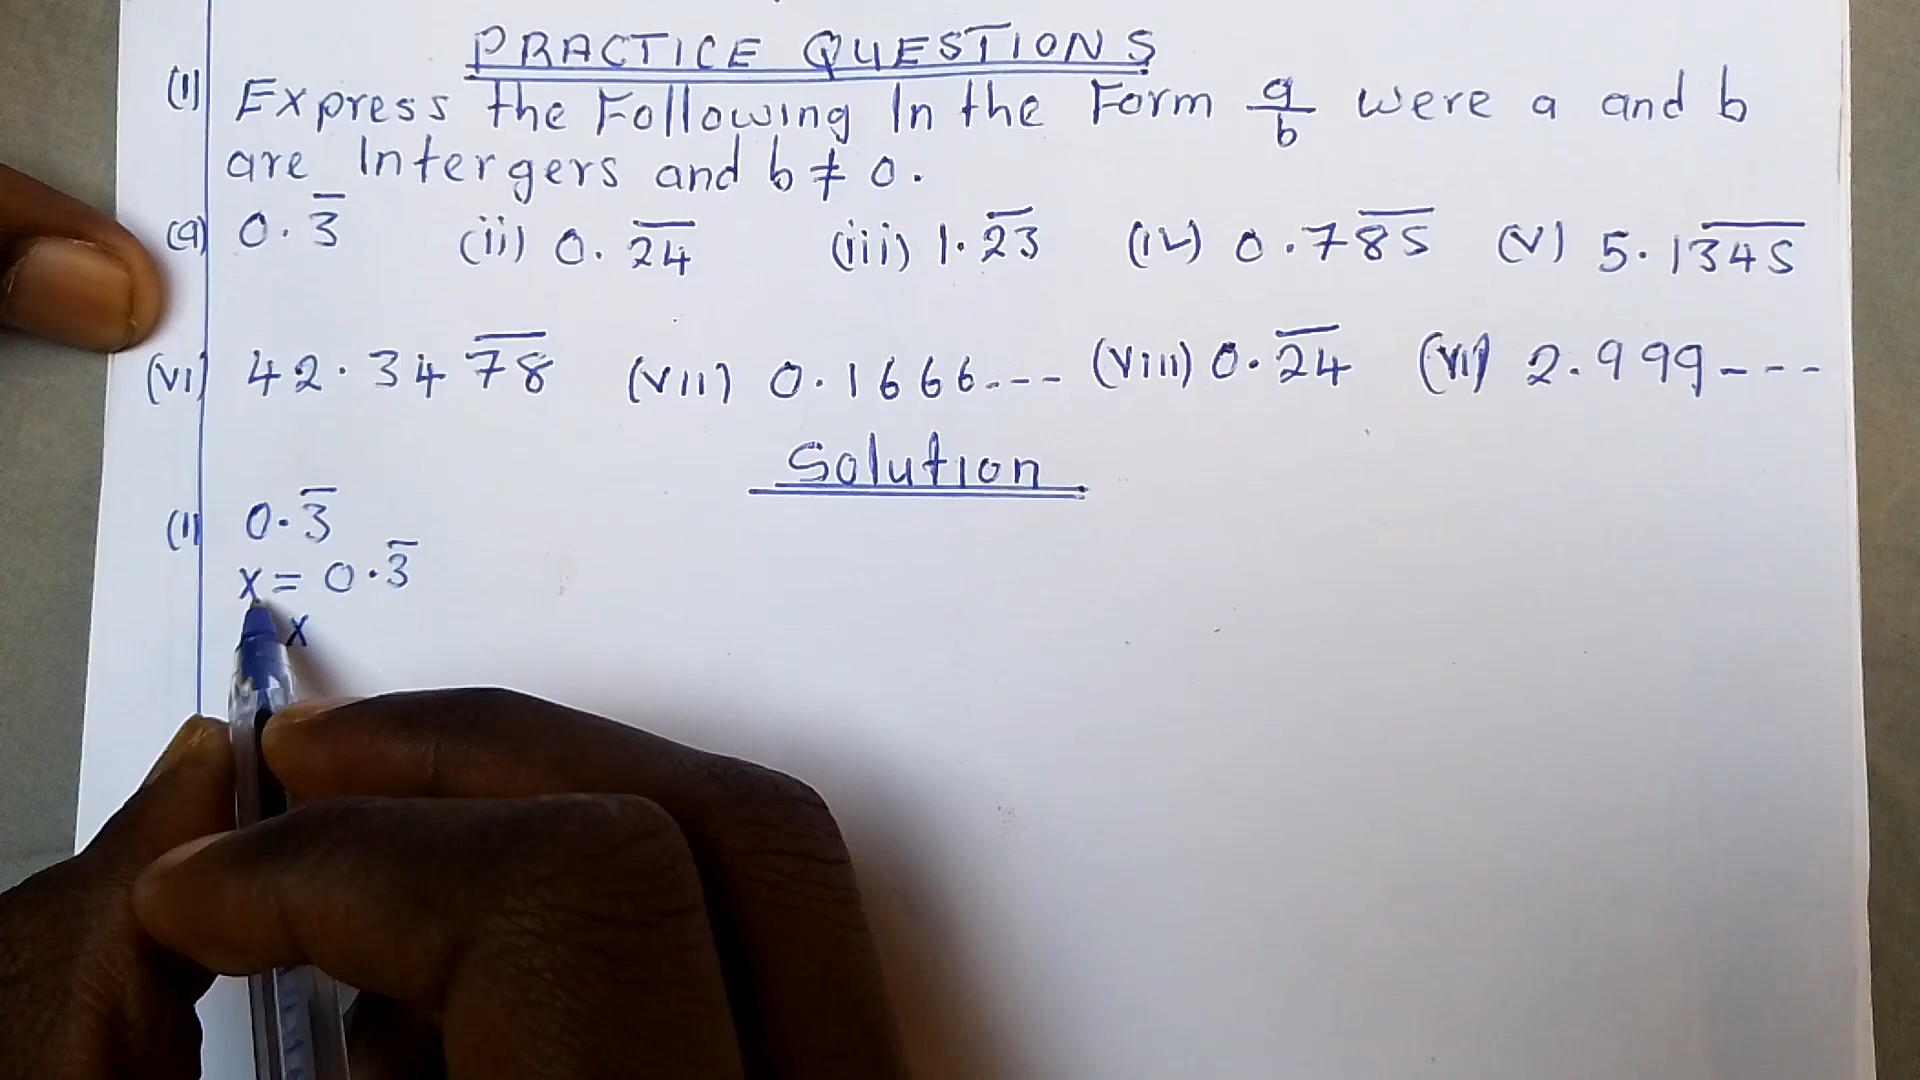 PRACTICE QUESTIONS
(1) Express the Following In the Form a/b were a and b
are Intergers and b ≠ 0.
(a) 0.3̅ (ii) 0.2̅4̅ (iii) 1.2̅3̅ (iv) 0.78̅5̅ (v) 5.13̅4̅5̅
(vi) 42.347̅8̅ (vii) 0.1666--- (viii) 0.2̅4̅ (vi) 2.999---
Solution
(1) 0.3̅
x = 0.3̅
x